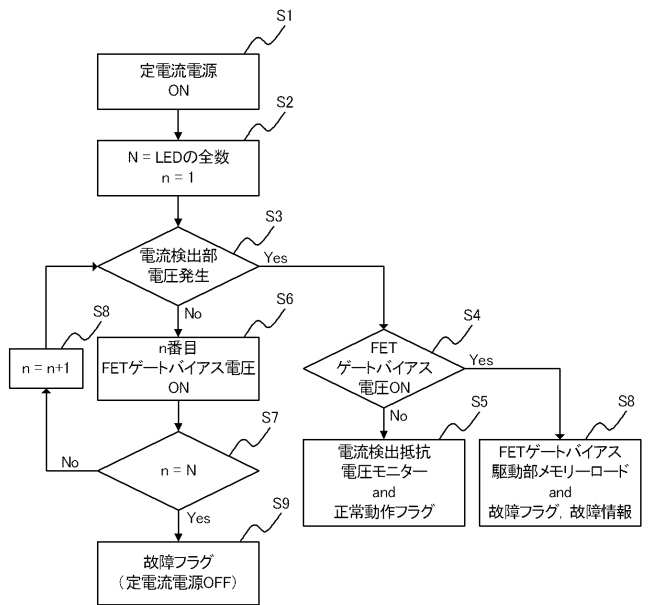 S1
定電流電源
ON
S2
N = LEDの全数
n = 1
S3
電流検出部
電圧発生
Yes
No
S8
n = n+1
S6
n番目
FETゲートバイアス電圧
ON
S4
FET
ゲートバイアス
電圧ON
Yes
No
S7
n = N
No
Yes
S5
電流検出抵抗
電圧モニター
and
正常動作フラグ
S8
FETゲートバイアス
駆動部メモリーロード
and
故障フラグ, 故障情報
S9
故障フラグ
(定電流電源OFF)